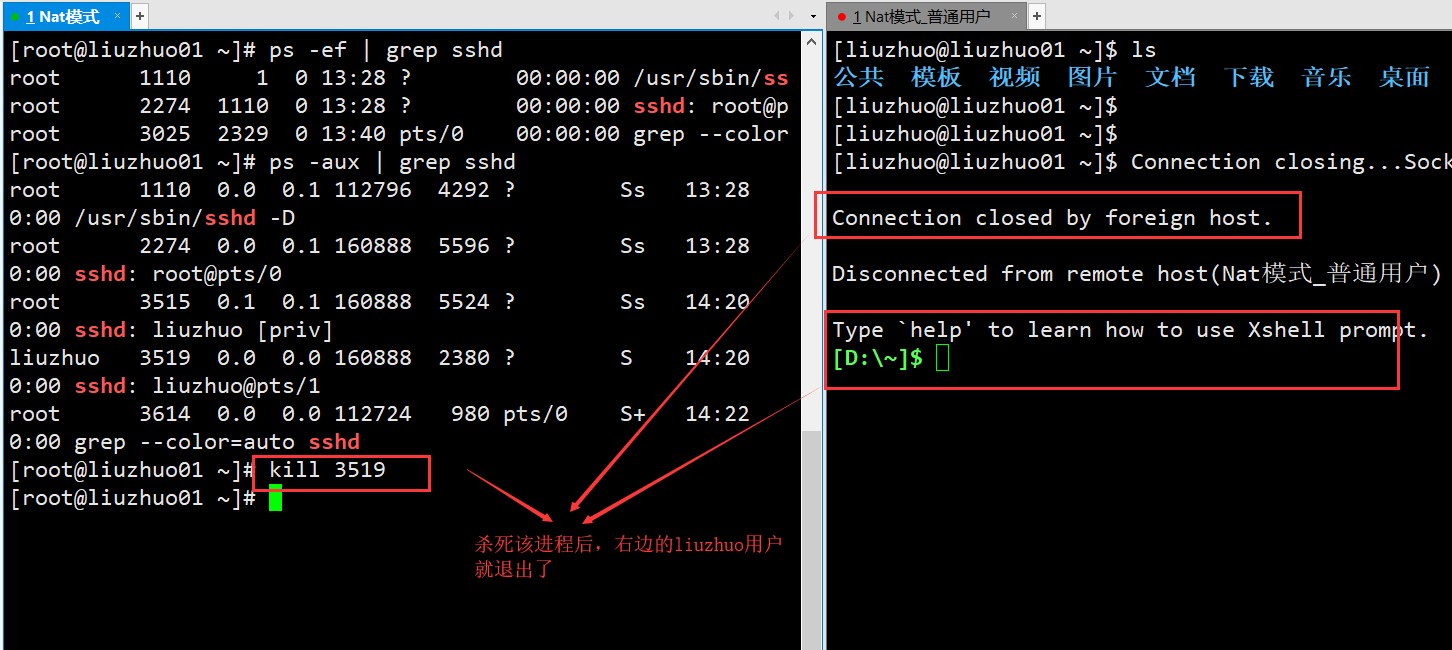 1 Nat模式 × +
[root@liuzhuo01 ~]# ps -ef | grep sshd
root      1110     1  0 13:28 ?        00:00:00 /usr/sbin/ss
root      2274  1110  0 13:28 ?        00:00:00 sshd: root@p
root      3025  2329  0 13:40 pts/0    00:00:00 grep --color
[root@liuzhuo01 ~]# ps -aux | grep sshd
root      1110  0.0  0.1 112796  4292 ?        Ss   13:28
0:00 /usr/sbin/sshd -D
root      2274  0.0  0.1 160888  5596 ?        Ss   13:28
0:00 sshd: root@pts/0
root      3515  0.1  0.1 160888  5524 ?        Ss   14:20
0:00 sshd: liuzhuo [priv]
liuzhuo   3519  0.0  0.0 160888  2380 ?        S    14:20
0:00 sshd: liuzhuo@pts/1
root      3614  0.0  0.0 112724   980 pts/0    S+   14:22
0:00 grep --color=auto sshd
[root@liuzhuo01 ~]# kill 3519
[root@liuzhuo01 ~]#
杀死该进程后，右边的liuzhuo用户
就退出了
1 Nat模式_普通用户 × +
[liuzhuo@liuzhuo01 ~]$ ls
公共  模板  视频  图片  文档  下载  音乐  桌面
[liuzhuo@liuzhuo01 ~]$
[liuzhuo@liuzhuo01 ~]$
[liuzhuo@liuzhuo01 ~]$ Connection closing...Sock
Connection closed by foreign host.
Disconnected from remote host(Nat模式_普通用户)
Type `help' to learn how to use Xshell prompt.
[D:\~]$